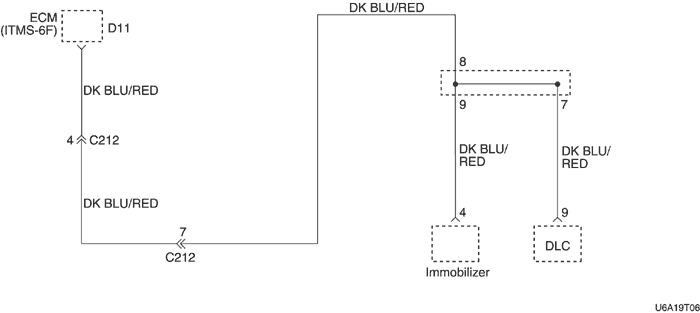 ECM
(ITMS-6F)
D11
DK BLU/RED
8
DK BLU/RED
9
7
4
C212
DK BLU/
RED
DK BLU/
RED
DK BLU/RED
4
9
7
C212
DLC
Immobilizer
U6A19T06